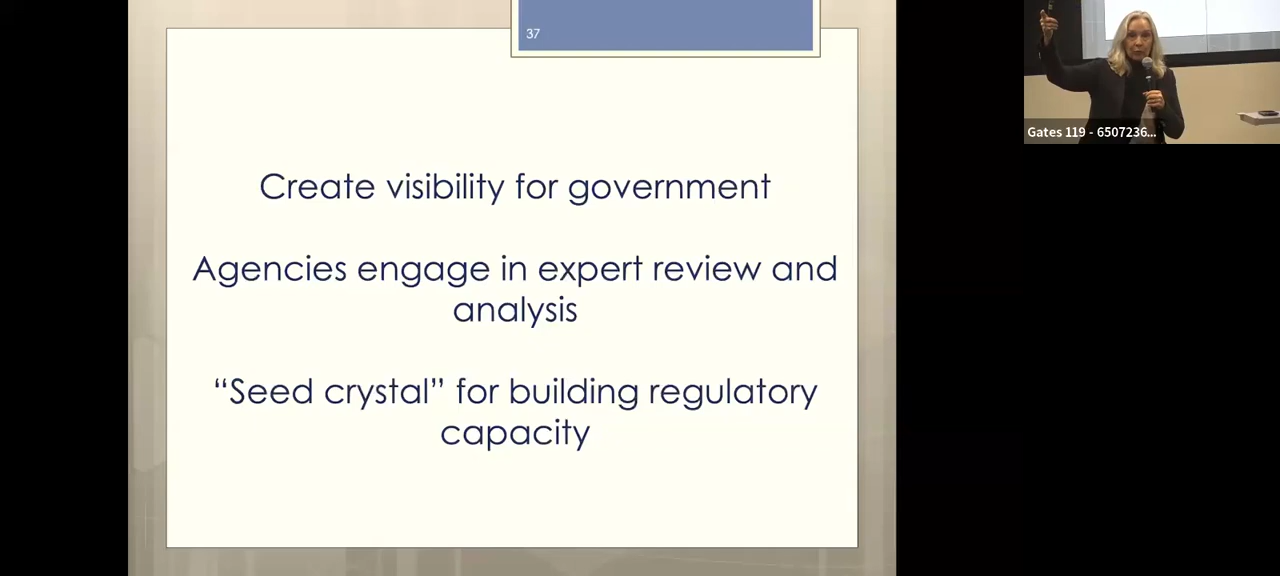 37
Create visibility for government
Agencies engage in expert review and
analysis
“Seed crystal” for building regulatory
capacity
Gates 119 - 6507236...